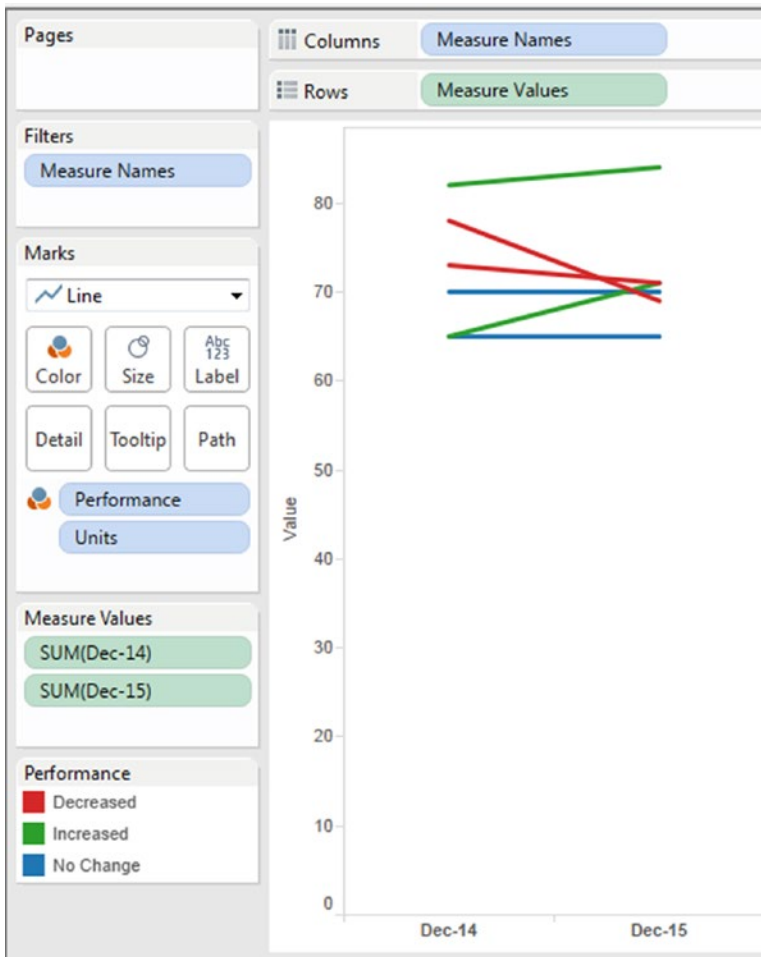 Pages
Columns
Measure Names
Rows
Measure Values
Filters
Measure Names
Marks
Line
Color
Size
Abc
123
Label
Detail
Tooltip
Path
Performance
Units
Measure Values
SUM(Dec-14)
SUM(Dec-15)
Performance
Decreased
Increased
No Change
Value
80
70
60
50
40
30
20
10
0
Dec-14
Dec-15